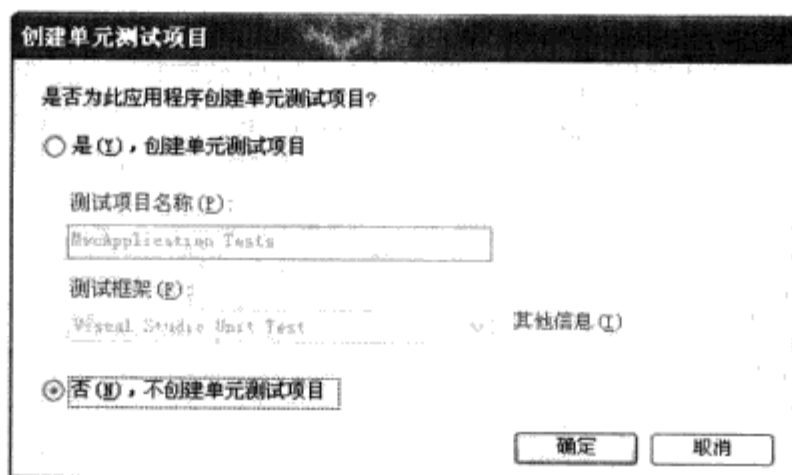 创建单元测试项目
是否为此应用程序创建单元测试项目?
是(Y)，创建单元测试项目
测试项目名称(P):
MvcApplication Tests
测试框架(F):
Visual Studio Unit Test
其他信息(I)
否(N)，不创建单元测试项目
确定
取消